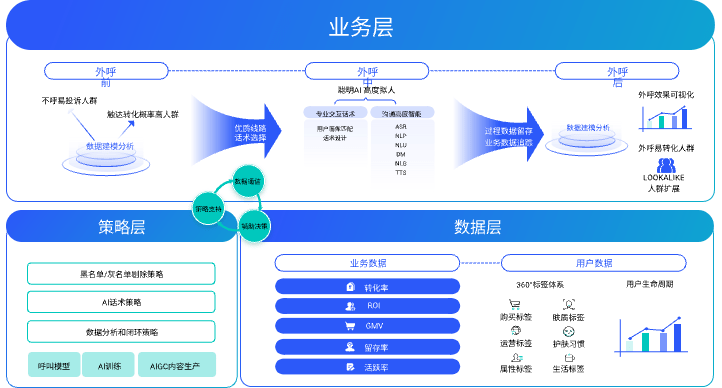 业务层
外呼前
外呼中
外呼后
不呼易投诉人群
触达转化概率高人群
数据建模分析
优质线路
话术选择
聪明AI 高度拟人
专业交互话术
用户画像匹配
话术设计
沟通高度智能
ASR
NLP
NLU
DM
NLG
TTS
过程数据留存
业务数据追踪
数据建模分析
外呼效果可视化
外呼易转化人群
LOOKALIKE
人群扩展
数据清洗
策略支持
辅助决策
策略层
黑名单/灰名单剔除策略
AI话术策略
数据分析和闭环策略
呼叫模型
AI训练
AIGC内容生产
数据层
业务数据
转化率
ROI
GMV
留存率
活跃率
用户数据
360°标签体系
购买标签
肤质标签
运营标签
护肤习惯
属性标签
生活标签
用户生命周期